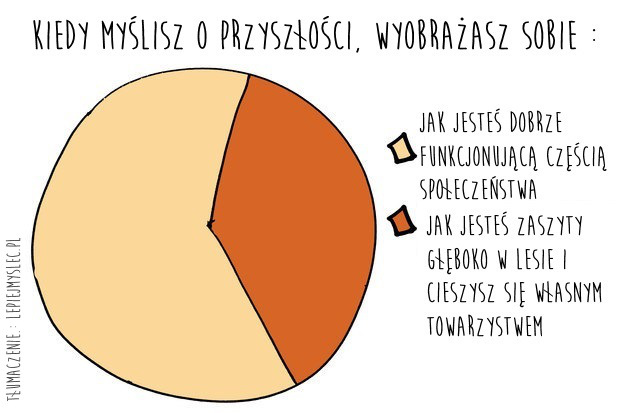 KIEDY MYŚLISZ O PRZYSZŁOŚCI, WYOBRAŻASZ SOBIE :
JAK JESTEŚ DOBRZE
FUNKCJONUJĄCĄ CZĘŚCIĄ
SPOŁECZEŃSTWA
JAK JESTEŚ ZASZYTY
GŁĘBOKO W LESIE I
CIESZYSZ SIĘ WŁASNYM
TOWARZYSTWEM
TŁUMACZENIE : LEPIEJMYSLEC.PL